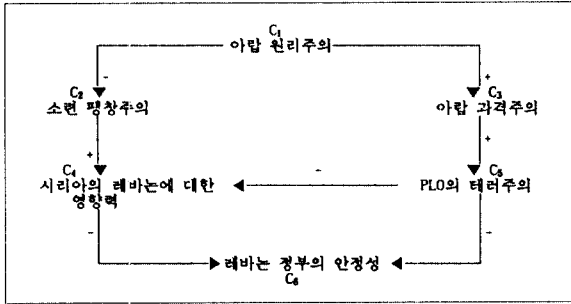 C₁
아랍 원리주의
-
+
C₂
소련 팽창주의
C₃
아랍 과격주의
+
+
C₄
시리아의 레바논에 대한
영향력
-
C₅
PLO의 테러주의
-
-
레바논 정부의 안정성
C₆